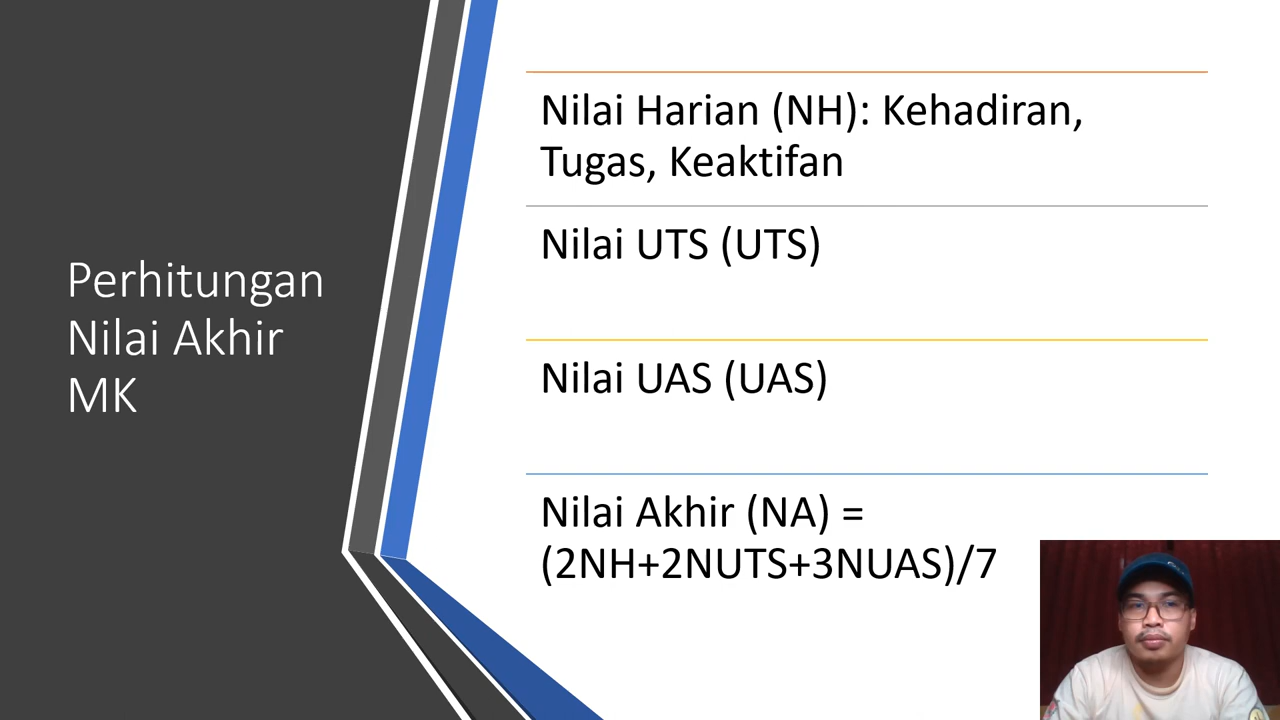 Perhitungan
Nilai Akhir
MK
Nilai Harian (NH): Kehadiran,
Tugas, Keaktifan
Nilai UTS (UTS)
Nilai UAS (UAS)
Nilai Akhir (NA) =
(2NH+2NUTS+3NUAS)/7